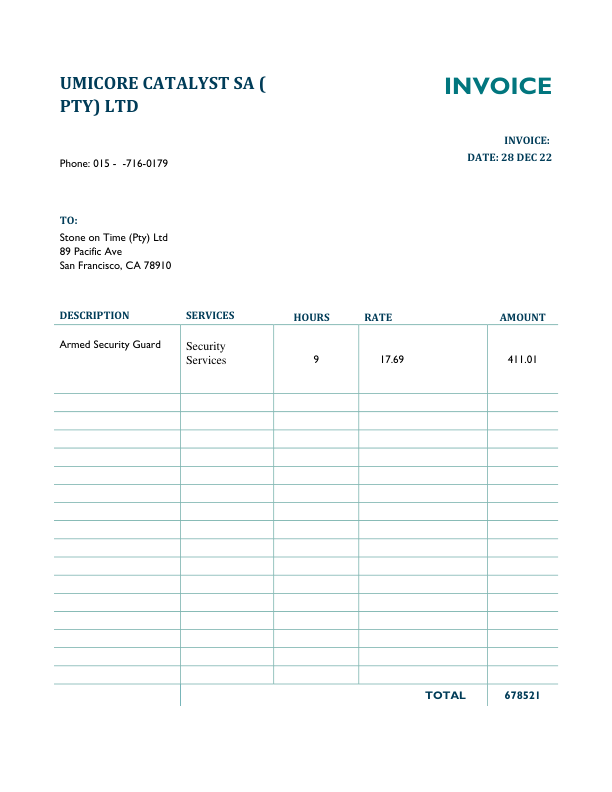 UMICORE CATALYST SA (
PTY) LTD
INVOICE
INVOICE:
DATE: 28 DEC 22
Phone: 015 -  -716-0179
TO:
Stone on Time (Pty) Ltd
89 Pacific Ave
San Francisco, CA 78910
DESCRIPTION SERVICES HOURS RATE AMOUNT
Armed Security Guard Security
Services 9 17.69 411.01
TOTAL 678521